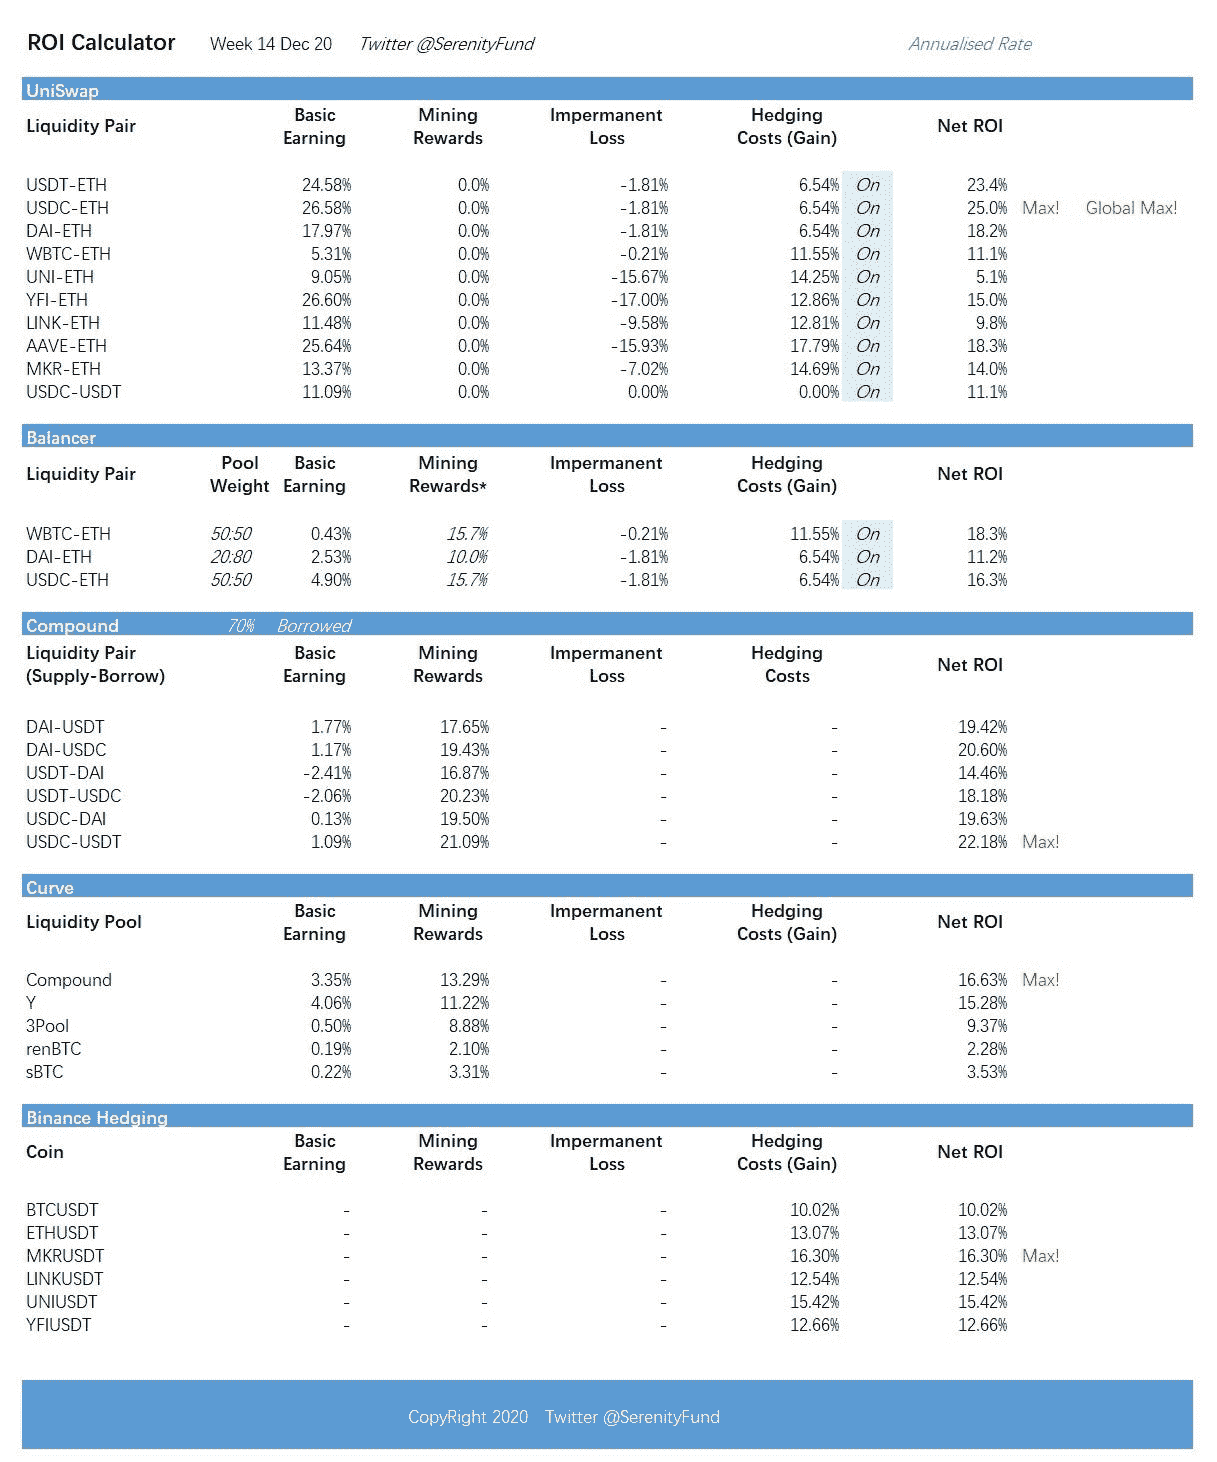 ROI Calculator Week 14 Dec 20 Twitter @SerenityFund Annualised Rate
UniSwap
Liquidity Pair Basic Earning Mining Rewards Impermanent Loss Hedging Costs (Gain) Net ROI
USDT-ETH 24.58% 0.0% -1.81% 6.54% On 23.4%
USDC-ETH 26.58% 0.0% -1.81% 6.54% On 25.0% Max! Global Max!
DAI-ETH 17.97% 0.0% -1.81% 6.54% On 18.2%
WBTC-ETH 5.31% 0.0% -0.21% 11.55% On 11.1%
UNI-ETH 9.05% 0.0% -15.67% 14.25% On 5.1%
YFI-ETH 26.60% 0.0% -17.00% 12.86% On 15.0%
LINK-ETH 11.48% 0.0% -9.58% 12.81% On 9.8%
AAVE-ETH 25.64% 0.0% -15.93% 17.79% On 18.3%
MKR-ETH 13.37% 0.0% -7.02% 14.69% On 14.0%
USDC-USDT 11.09% 0.0% 0.00% 0.00% On 11.1%
Balancer
Liquidity Pair Pool Weight Basic Earning Mining Rewards* Impermanent Loss Hedging Costs (Gain) Net ROI
WBTC-ETH 50:50 0.43% 15.7% -0.21% 11.55% On 18.3%
DAI-ETH 20:80 2.53% 10.0% -1.81% 6.54% On 11.2%
USDC-ETH 50:50 4.90% 15.7% -1.81% 6.54% On 16.3%
Compound 70% Borrowed
Liquidity Pair (Supply-Borrow) Basic Earning Mining Rewards Impermanent Loss Hedging Costs Net ROI
DAI-USDT 1.77% 17.65% - - 19.42%
DAI-USDC 1.17% 19.43% - - 20.60%
USDT-DAI -2.41% 16.87% - - 14.46%
USDT-USDC -2.06% 20.23% - - 18.18%
USDC-DAI 0.13% 19.50% - - 19.63%
USDC-USDT 1.09% 21.09% - - 22.18% Max!
Curve
Liquidity Pool Basic Earning Mining Rewards Impermanent Loss Hedging Costs (Gain) Net ROI
Compound 3.35% 13.29% - - 16.63% Max!
Y 4.06% 11.22% - - 15.28%
3Pool 0.50% 8.88% - - 9.37%
renBTC 0.19% 2.10% - - 2.28%
sBTC 0.22% 3.31% - - 3.53%
Binance Hedging
Coin Basic Earning Mining Rewards Impermanent Loss Hedging Costs (Gain) Net ROI
BTCUSDT - - - 10.02% 10.02%
ETHUSDT - - - 13.07% 13.07%
MKRUSDT - - - 16.30% 16.30% Max!
LINKUSDT - - - 12.54% 12.54%
UNIUSDT - - - 15.42% 15.42%
YFIUSDT - - - 12.66% 12.66%
CopyRight 2020 Twitter @SerenityFund